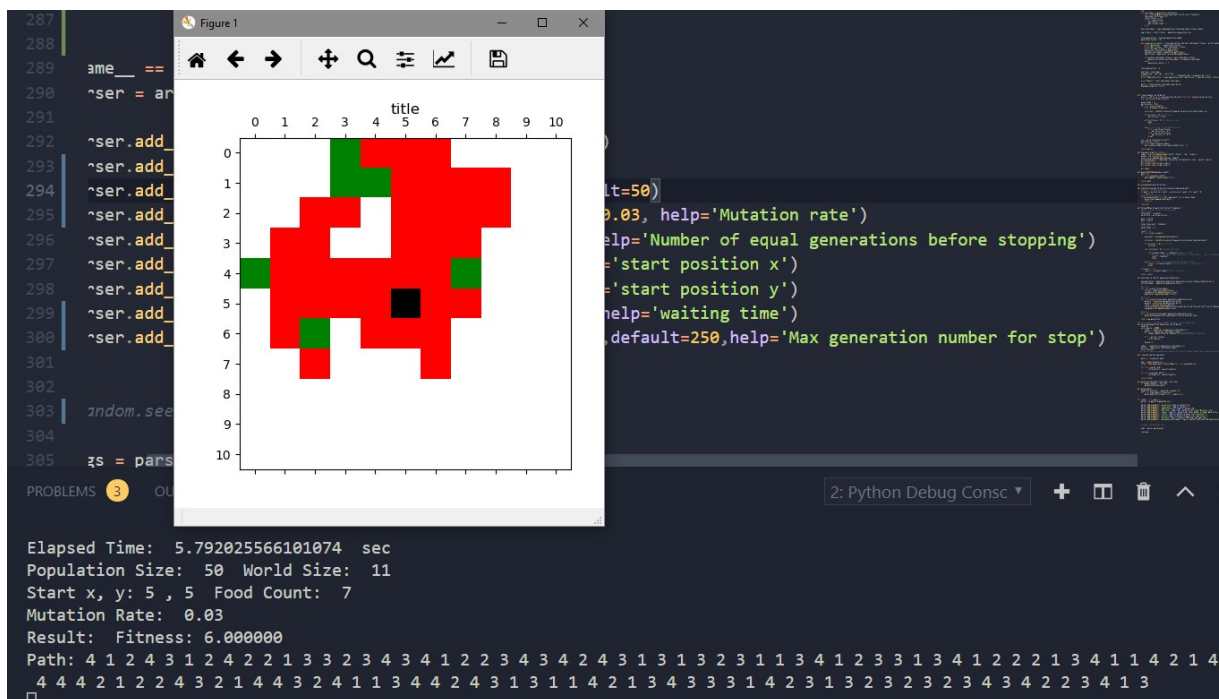 287
288
289 ame__ ==
290 rser = ar
291
292 rser.add_ )
293 rser.add_
294 rser.add_ lt=50)
295 rser.add_ 0.03, help='Mutation rate')
296 rser.add_ elp='Number of equal generations before stopping')
297 rser.add_ ='start position x')
298 rser.add_ ='start position y')
299 rser.add_ help='waiting time')
300 rser.add_ ,default=250,help='Max generation number for stop')
301
302
303 andom.see
304
305 gs = pars
Figure 1
title
0 1 2 3 4 5 6 7 8 9 10
0
1
2
3
4
5
6
7
8
9
10
PROBLEMS 3 OU 2: Python Debug Consc
Elapsed Time: 5.792025566101074 sec
Population Size: 50 World Size: 11
Start x, y: 5 , 5 Food Count: 7
Mutation Rate: 0.03
Result: Fitness: 6.000000
Path: 4 1 2 4 3 1 2 4 2 2 1 3 3 2 3 4 3 4 3 4 1 2 2 3 4 3 4 2 4 3 1 3 1 3 2 3 1 1 3 4 1 2 3 3 1 3 4 1 2 2 2 1 3 4 1 1 4 2 1 4
4 4 4 2 1 2 2 4 3 2 1 4 4 3 2 4 1 1 3 4 4 2 4 3 1 3 1 1 4 2 1 3 4 3 3 3 1 4 2 3 1 3 2 3 2 3 2 3 4 3 4 2 2 3 4 1 3